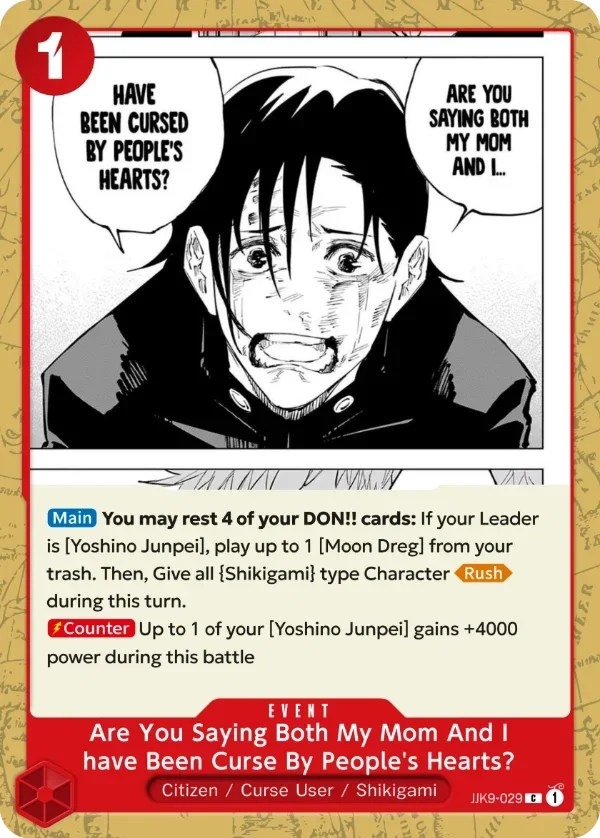 1
HAVE
BEEN CURSED
BY PEOPLE'S
HEARTS?
ARE YOU
SAYING BOTH
MY MOM
AND I...
Main You may rest 4 of your DON!! cards: If your Leader
is [Yoshino Junpei], play up to 1 [Moon Dreg] from your
trash. Then, Give all {Shikigami} type Character Rush
during this turn.
Counter Up to 1 of your [Yoshino Junpei] gains +4000
power during this battle
EVENT
Are You Saying Both My Mom And I
have Been Curse By People's Hearts?
Citizen / Curse User / Shikigami
JJK9-029 C 1